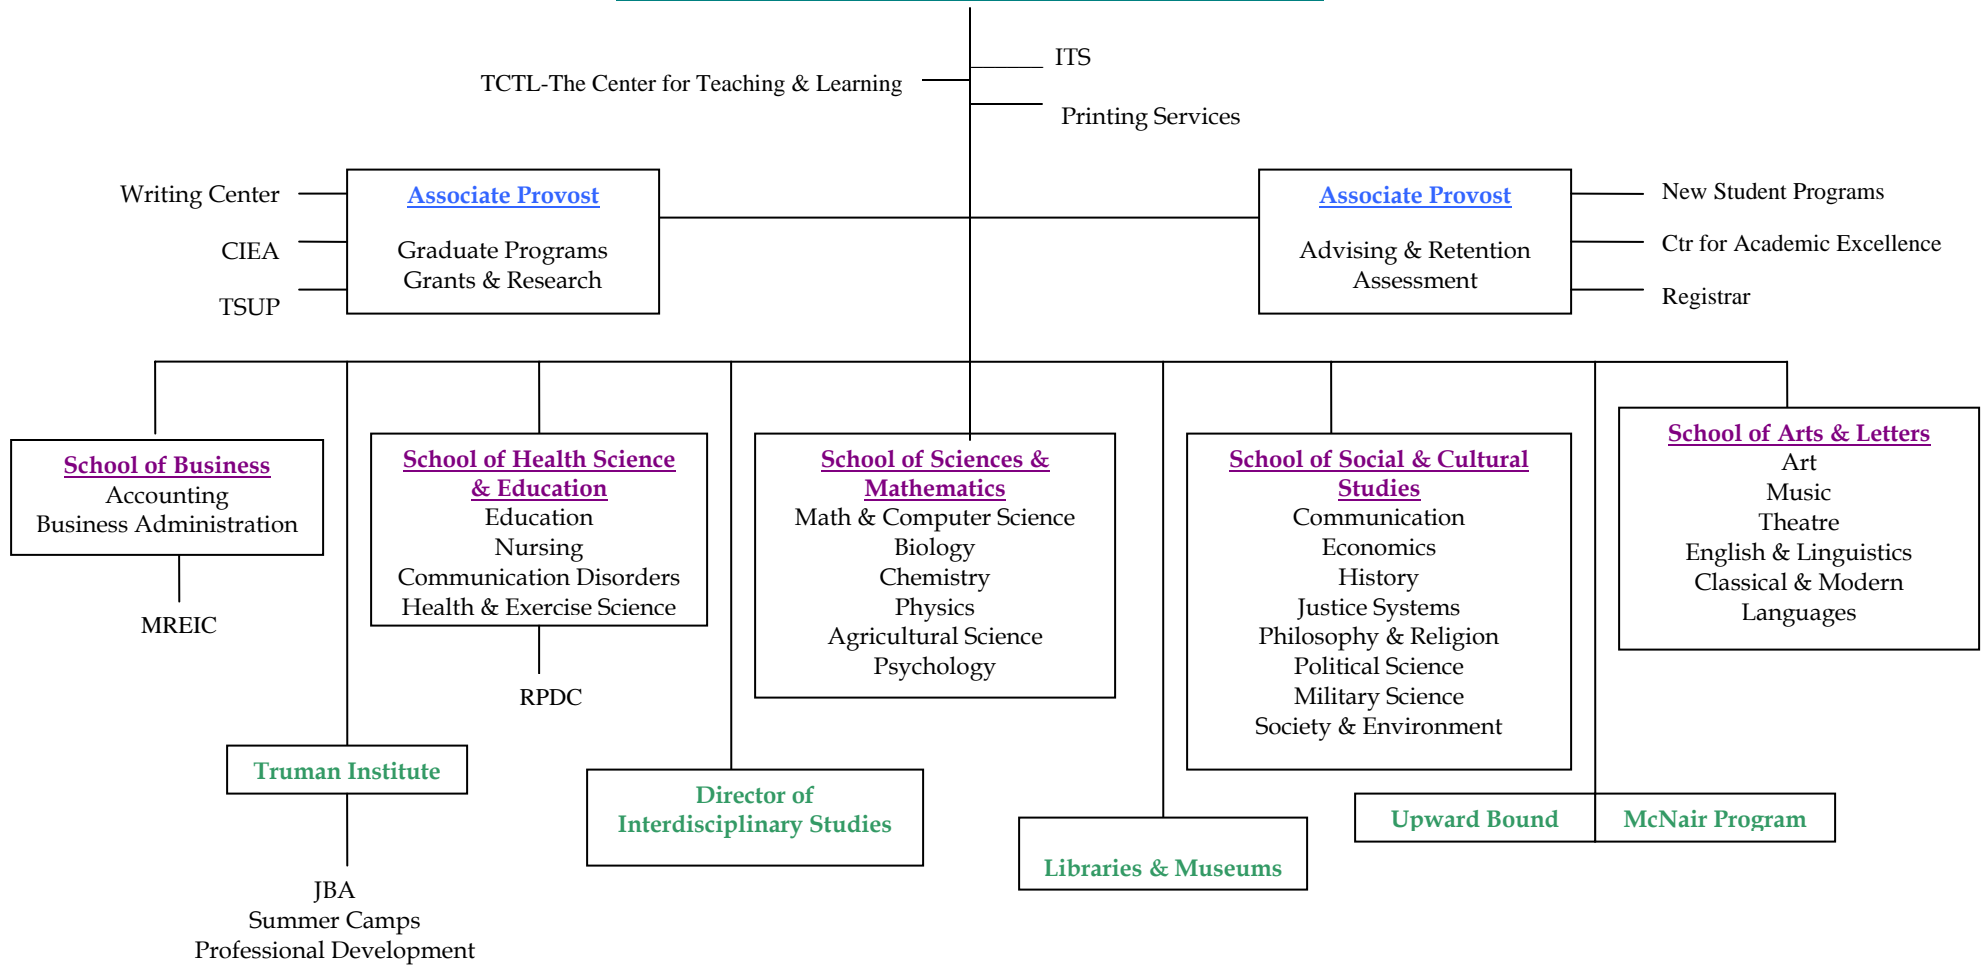 ITS
TCTL-The Center for Teaching & Learning
Printing Services
Writing Center
CIEA
TSUP
Associate Provost
Graduate Programs
Grants & Research
Associate Provost
Advising & Retention
Assessment
New Student Programs
Ctr for Academic Excellence
Registrar
School of Business
Accounting
Business Administration
MREIC
School of Health Science
& Education
Education
Nursing
Communication Disorders
Health & Exercise Science
RPDC
School of Sciences &
Mathematics
Math & Computer Science
Biology
Chemistry
Physics
Agricultural Science
Psychology
School of Social & Cultural
Studies
Communication
Economics
History
Justice Systems
Philosophy & Religion
Political Science
Military Science
Society & Environment
School of Arts & Letters
Art
Music
Theatre
English & Linguistics
Classical & Modern
Languages
Truman Institute
JBA
Summer Camps
Professional Development
Director of
Interdisciplinary Studies
Libraries & Museums
Upward Bound
McNair Program